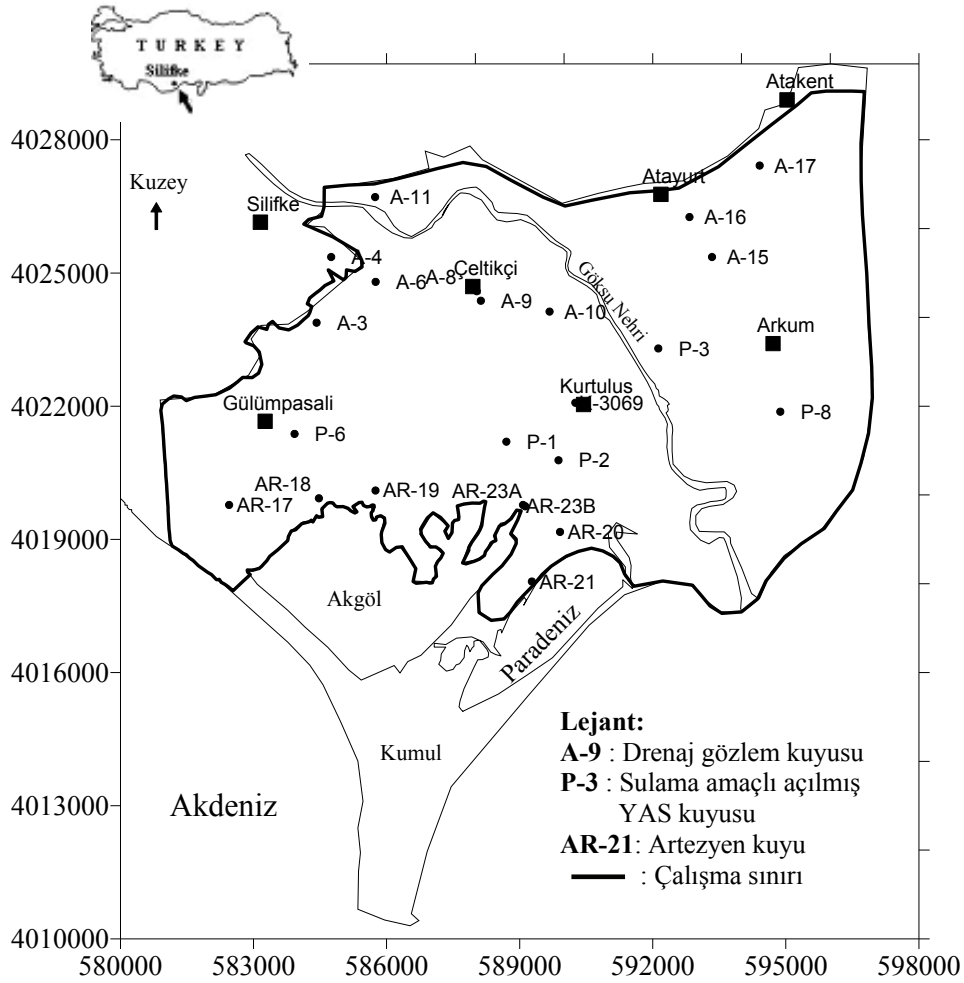 T U R K E Y
Silifke
Atakent
4028000
A-17
Kuzey
Atayurt
A-11
Silifke
A-16
A-4
A-15
4025000
Çeltikçi
A-6
A-8
Göksu Nehri
A-9
A-10
A-3
Arkum
P-3
Kurtulus
4022000
-3069
Gülümpasali
P-8
P-6
P-1
P-2
AR-18
AR-19
AR-23A
AR-17
AR-23B
AR-20
4019000
AR-21
Akgöl
Paradeniz
4016000
Lejant:
Kumul
A-9 : Drenaj gözlem kuyusu
P-3 : Sulama amaçlı açılmış
YAS kuyusu
4013000
Akdeniz
AR-21: Artezyen kuyu
: Çalışma sınırı
4010000
580000 583000 586000 589000 592000 595000 598000